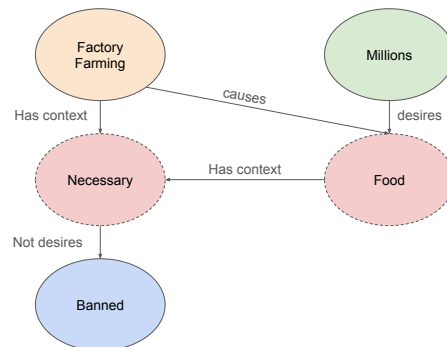 Factory
Farming
Millions
causes
Has context
desires
Has context
Necessary
Food
Not desires
Banned